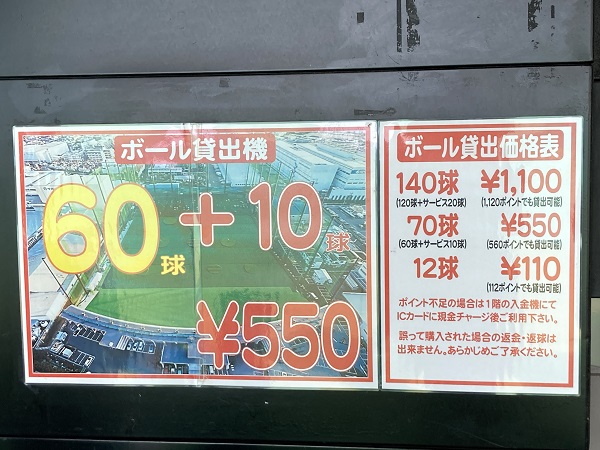 ボール貸出機
60球+10球
¥550
ボール貸出価格表
140球 ¥1,100
(120球+サービス20球) (1,120ポイントでも貸出可能)
70球 ¥550
(60球+サービス10球) (560ポイントでも貸出可能)
12球 ¥110
(112ポイントでも貸出可能)
ポイント不足の場合は1階の入金機にて
ICカードに現金チャージ後ご利用下さい。
誤って購入された場合の返金・返球は
出来ません。あらかじめご了承ください。